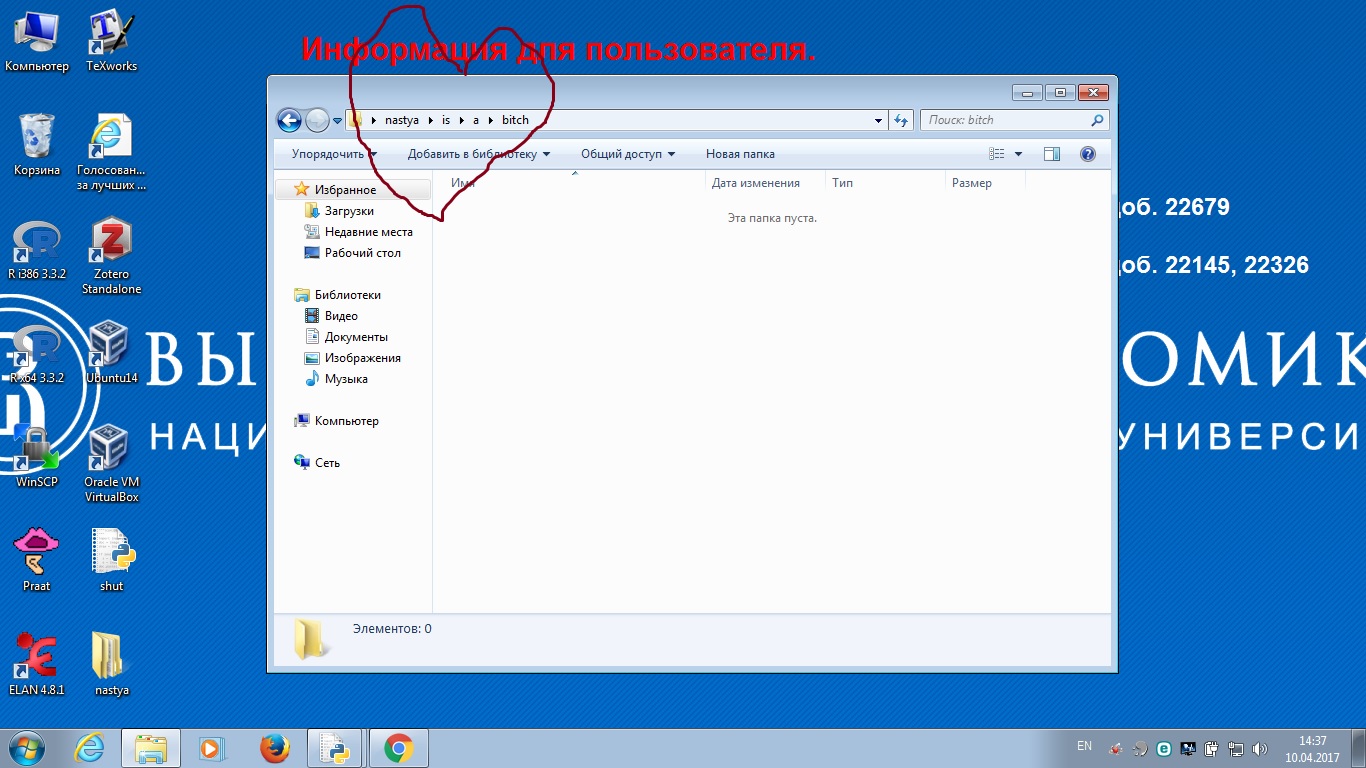 Информация для пользователя.
Компьютер
TeXworks
nastya is a bitch
Поиск: bitch
Упорядочить
Добавить в библиотеку
Общий доступ
Новая папка
Корзина
Голосован...
за лучших ...
Избранное
Загрузки
Недавние места
Рабочий стол
Имя
Дата изменения
Тип
Размер
Эта папка пуста.
доб. 22679
доб. 22145, 22326
R i386 3.3.2
Zotero
Standalone
Библиотеки
Видео
Документы
Изображения
Музыка
R x64 3.3.2
Ubuntu14
ВЫ
ОМИК
НАЦИ
УНИВЕРСИ
Компьютер
Сеть
WinSCP
Oracle VM
VirtualBox
Praat
shut
Элементов: 0
ELAN 4.8.1
nastya
EN
14:37
10.04.2017